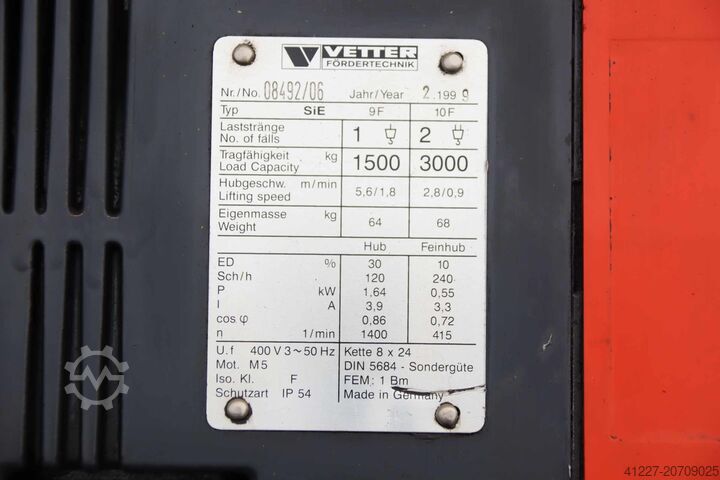 VETTER
FÖRDERTECHNIK
Nr./No. 08492/06 Jahr/Year 2.1999
Typ SiE 9F 10F
Laststränge
No. of falls 1 2
Tragfähigkeit kg
Load Capacity 1500 3000
Hubgeschw. m/min
Lifting speed 5,6/1,8 2,8/0,9
Eigenmasse kg
Weight 64 68
Hub Feinhub
ED % 30 10
Sch/h 120 240
P kW 1,64 0,55
I A 3,9 3,3
cos φ 0,86 0,72
n 1/min 1400 415
U.f 400 V 3~50 Hz Kette 8 x 24
Mot. M5 DIN 5684 - Sondergüte
Iso. Kl. F FEM: 1 Bm
Schutzart IP 54 Made in Germany
41227-20709025